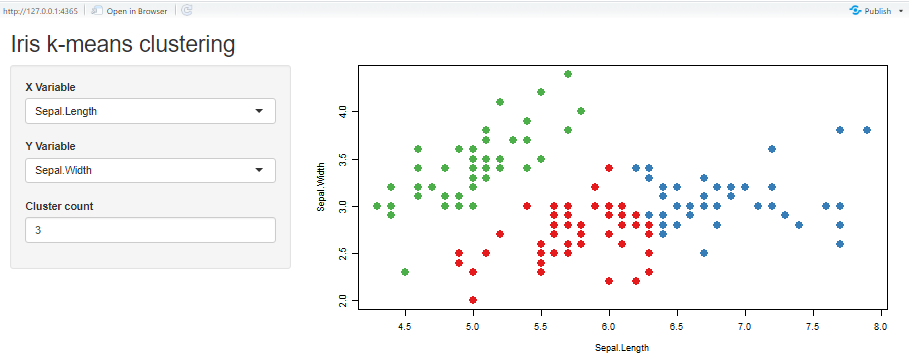 http://127.0.0.1:4365 Open in Browser Publish
Iris k-means clustering
X Variable
Sepal.Length
Y Variable
Sepal.Width
Cluster count
3
Sepal.Width
4.0
3.5
3.0
2.5
2.0
4.5 5.0 5.5 6.0 6.5 7.0 7.5 8.0
Sepal.Length